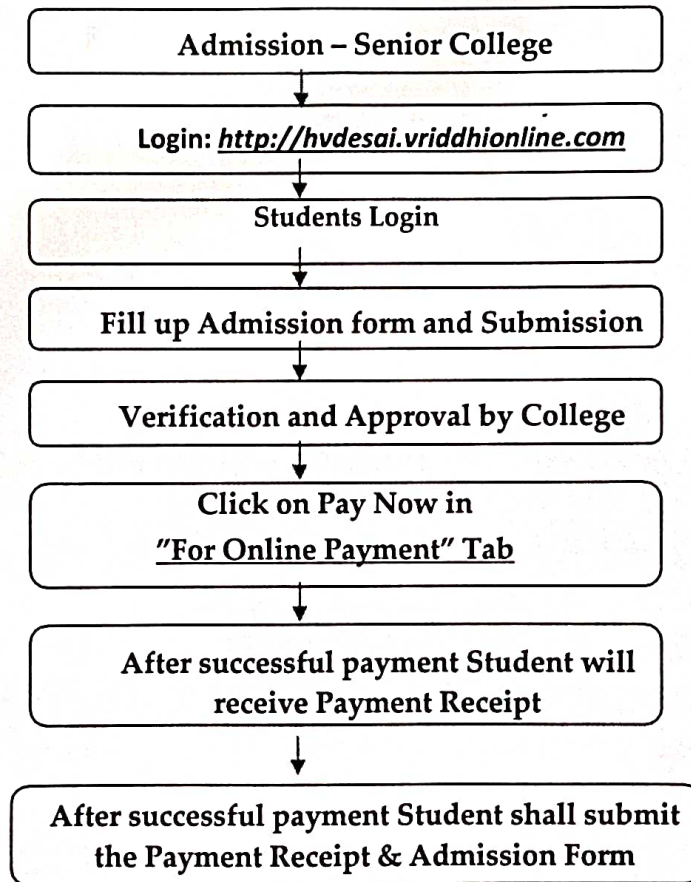 Admission – Senior College
Login: http://hvdesai.vriddhionline.com
Students Login
Fill up Admission form and Submission
Verification and Approval by College
Click on Pay Now in
"For Online Payment" Tab
After successful payment Student will
receive Payment Receipt
After successful payment Student shall submit
the Payment Receipt & Admission Form